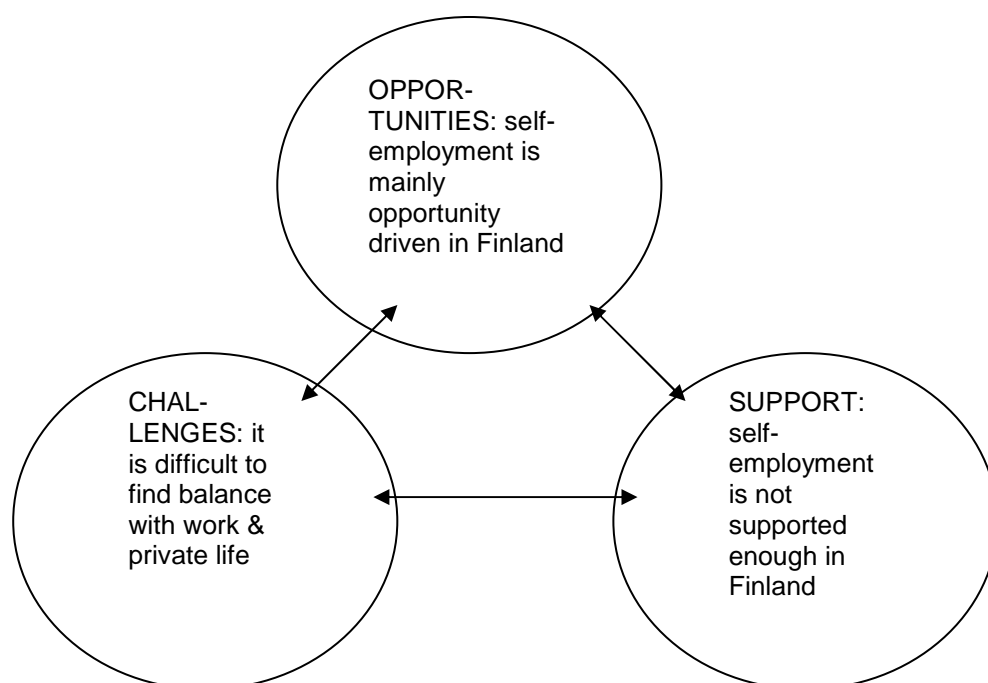 OPPOR-
TUNITIES: self-
employment is
mainly
opportunity
driven in Finland
CHAL-
LENGES: it
is difficult to
find balance
with work &
private life
SUPPORT:
self-
employment
is not
supported
enough in
Finland